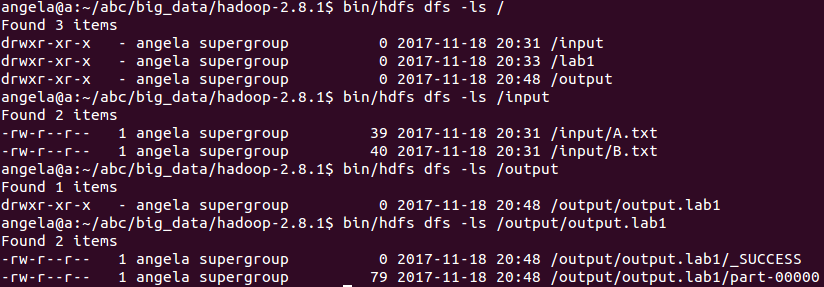 angela@a:~/abc/big_data/hadoop-2.8.1$ bin/hdfs dfs -ls /
Found 3 items
drwxr-xr-x   - angela supergroup          0 2017-11-18 20:31 /input
drwxr-xr-x   - angela supergroup          0 2017-11-18 20:33 /lab1
drwxr-xr-x   - angela supergroup          0 2017-11-18 20:48 /output
angela@a:~/abc/big_data/hadoop-2.8.1$ bin/hdfs dfs -ls /input
Found 2 items
-rw-r--r--   1 angela supergroup         39 2017-11-18 20:31 /input/A.txt
-rw-r--r--   1 angela supergroup         40 2017-11-18 20:31 /input/B.txt
angela@a:~/abc/big_data/hadoop-2.8.1$ bin/hdfs dfs -ls /output
Found 1 items
drwxr-xr-x   - angela supergroup          0 2017-11-18 20:48 /output/output.lab1
angela@a:~/abc/big_data/hadoop-2.8.1$ bin/hdfs dfs -ls /output/output.lab1
Found 2 items
-rw-r--r--   1 angela supergroup          0 2017-11-18 20:48 /output/output.lab1/_SUCCESS
-rw-r--r--   1 angela supergroup         79 2017-11-18 20:48 /output/output.lab1/part-00000